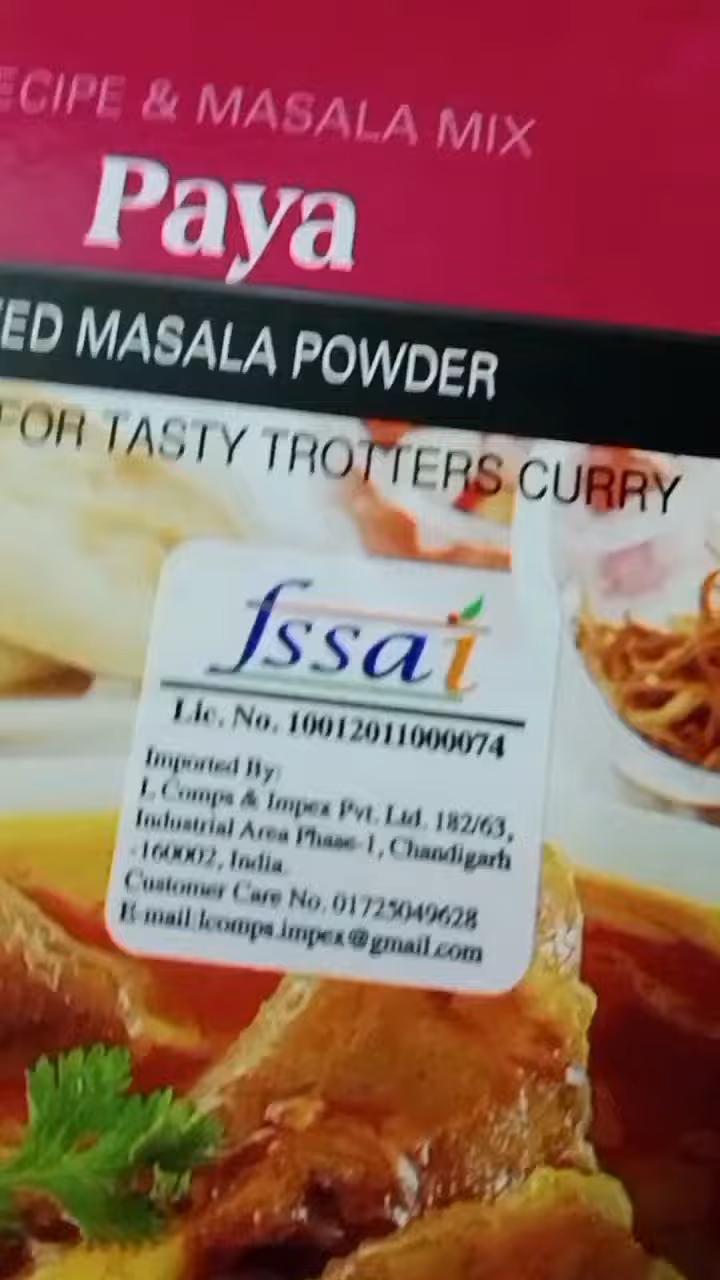 ECIPE & MASALA MIX
Paya
ED MASALA POWDER
FOR TASTY TROTTERS CURRY
fssai
Lic. No. 10012011000074
Imported By:
L Comps & Impex Pvt. Ltd. 182/63,
Industrial Area Phase-1, Chandigarh
-160002, India.
Customer Care No. 01725049628
E-mail:lcomps.impex@gmail.com